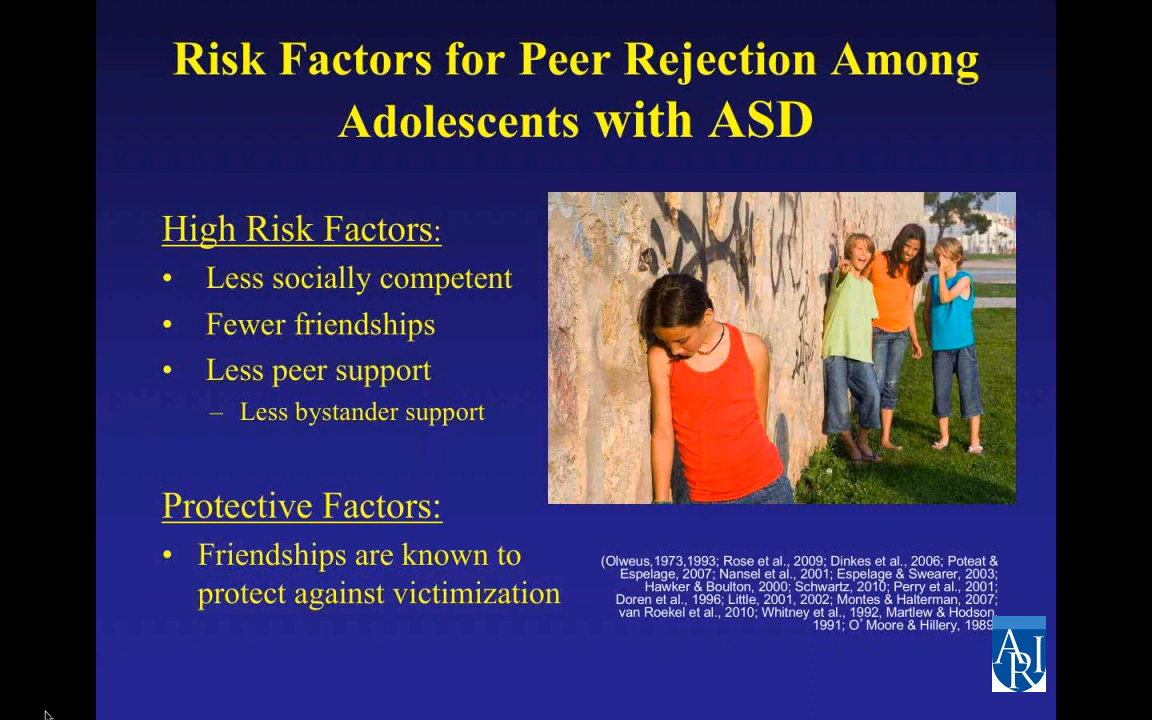 Risk Factors for Peer Rejection Among
Adolescents with ASD
High Risk Factors:
• Less socially competent
• Fewer friendships
• Less peer support
– Less bystander support
Protective Factors:
• Friendships are known to
protect against victimization
(Olweus,1973,1993; Rose et al., 2009; Dinkes et al., 2006; Poteat &
Espelage, 2007; Nansel et al., 2001; Espelage & Swearer, 2003;
Hawker & Boulton, 2000; Schwartz, 2010; Perry et al., 2001;
Doren et al., 1996; Little, 2001, 2002; Montes & Halterman, 2007;
van Roekel et al., 2010; Whitney et al., 1992, Martlew & Hodson,
1991; O’ Moore & Hillery, 1989
ARI